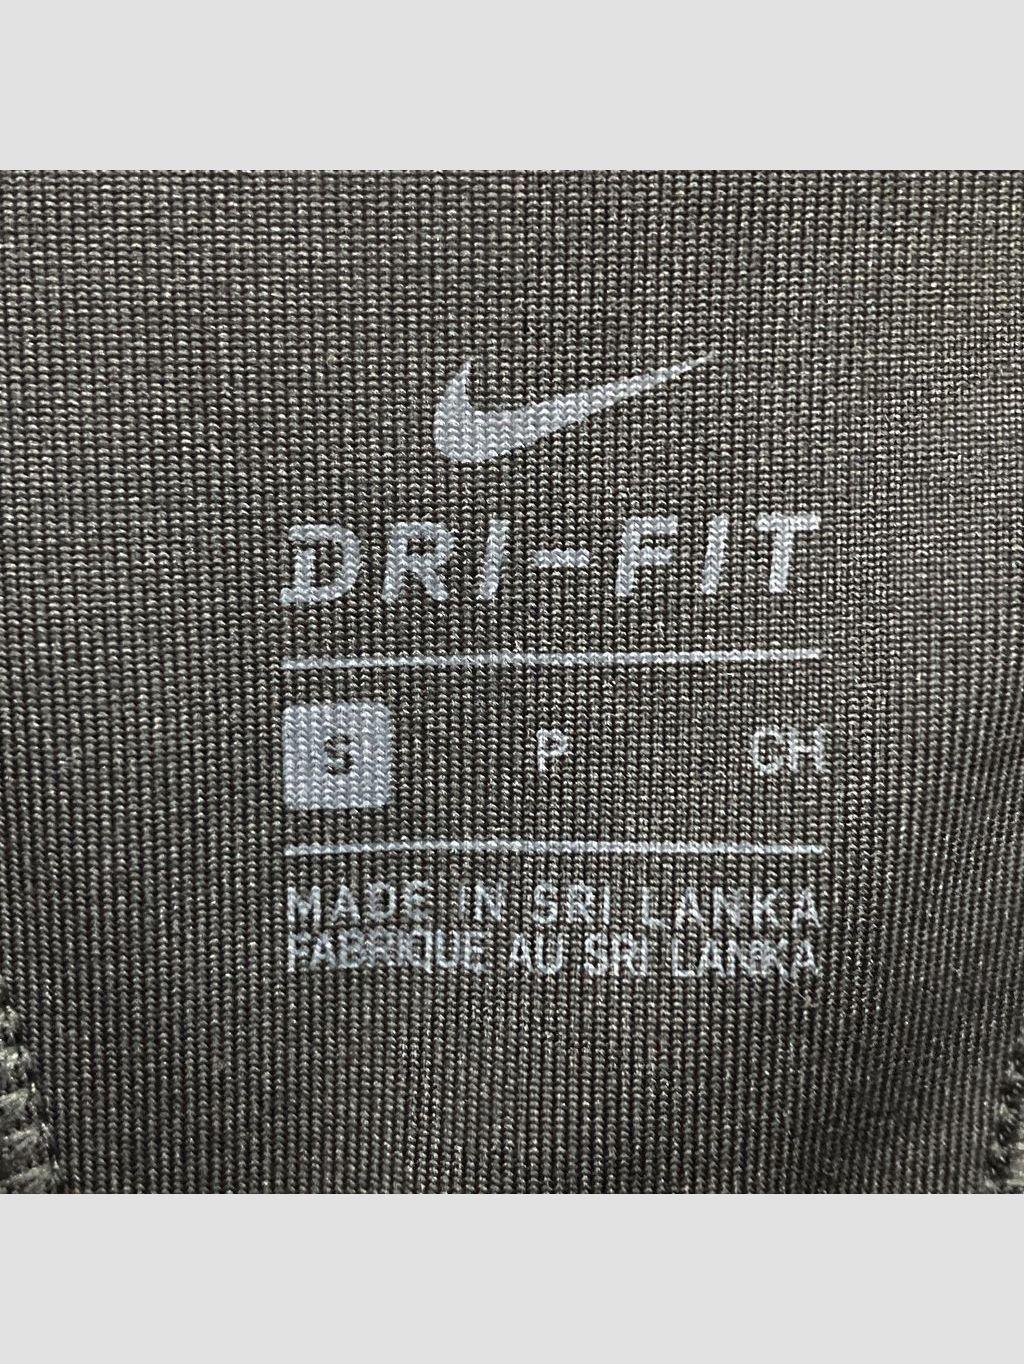 DRI-FIT
S P CH
MADE IN SRI LANKA
FABRIQUE AU SRI LANKA